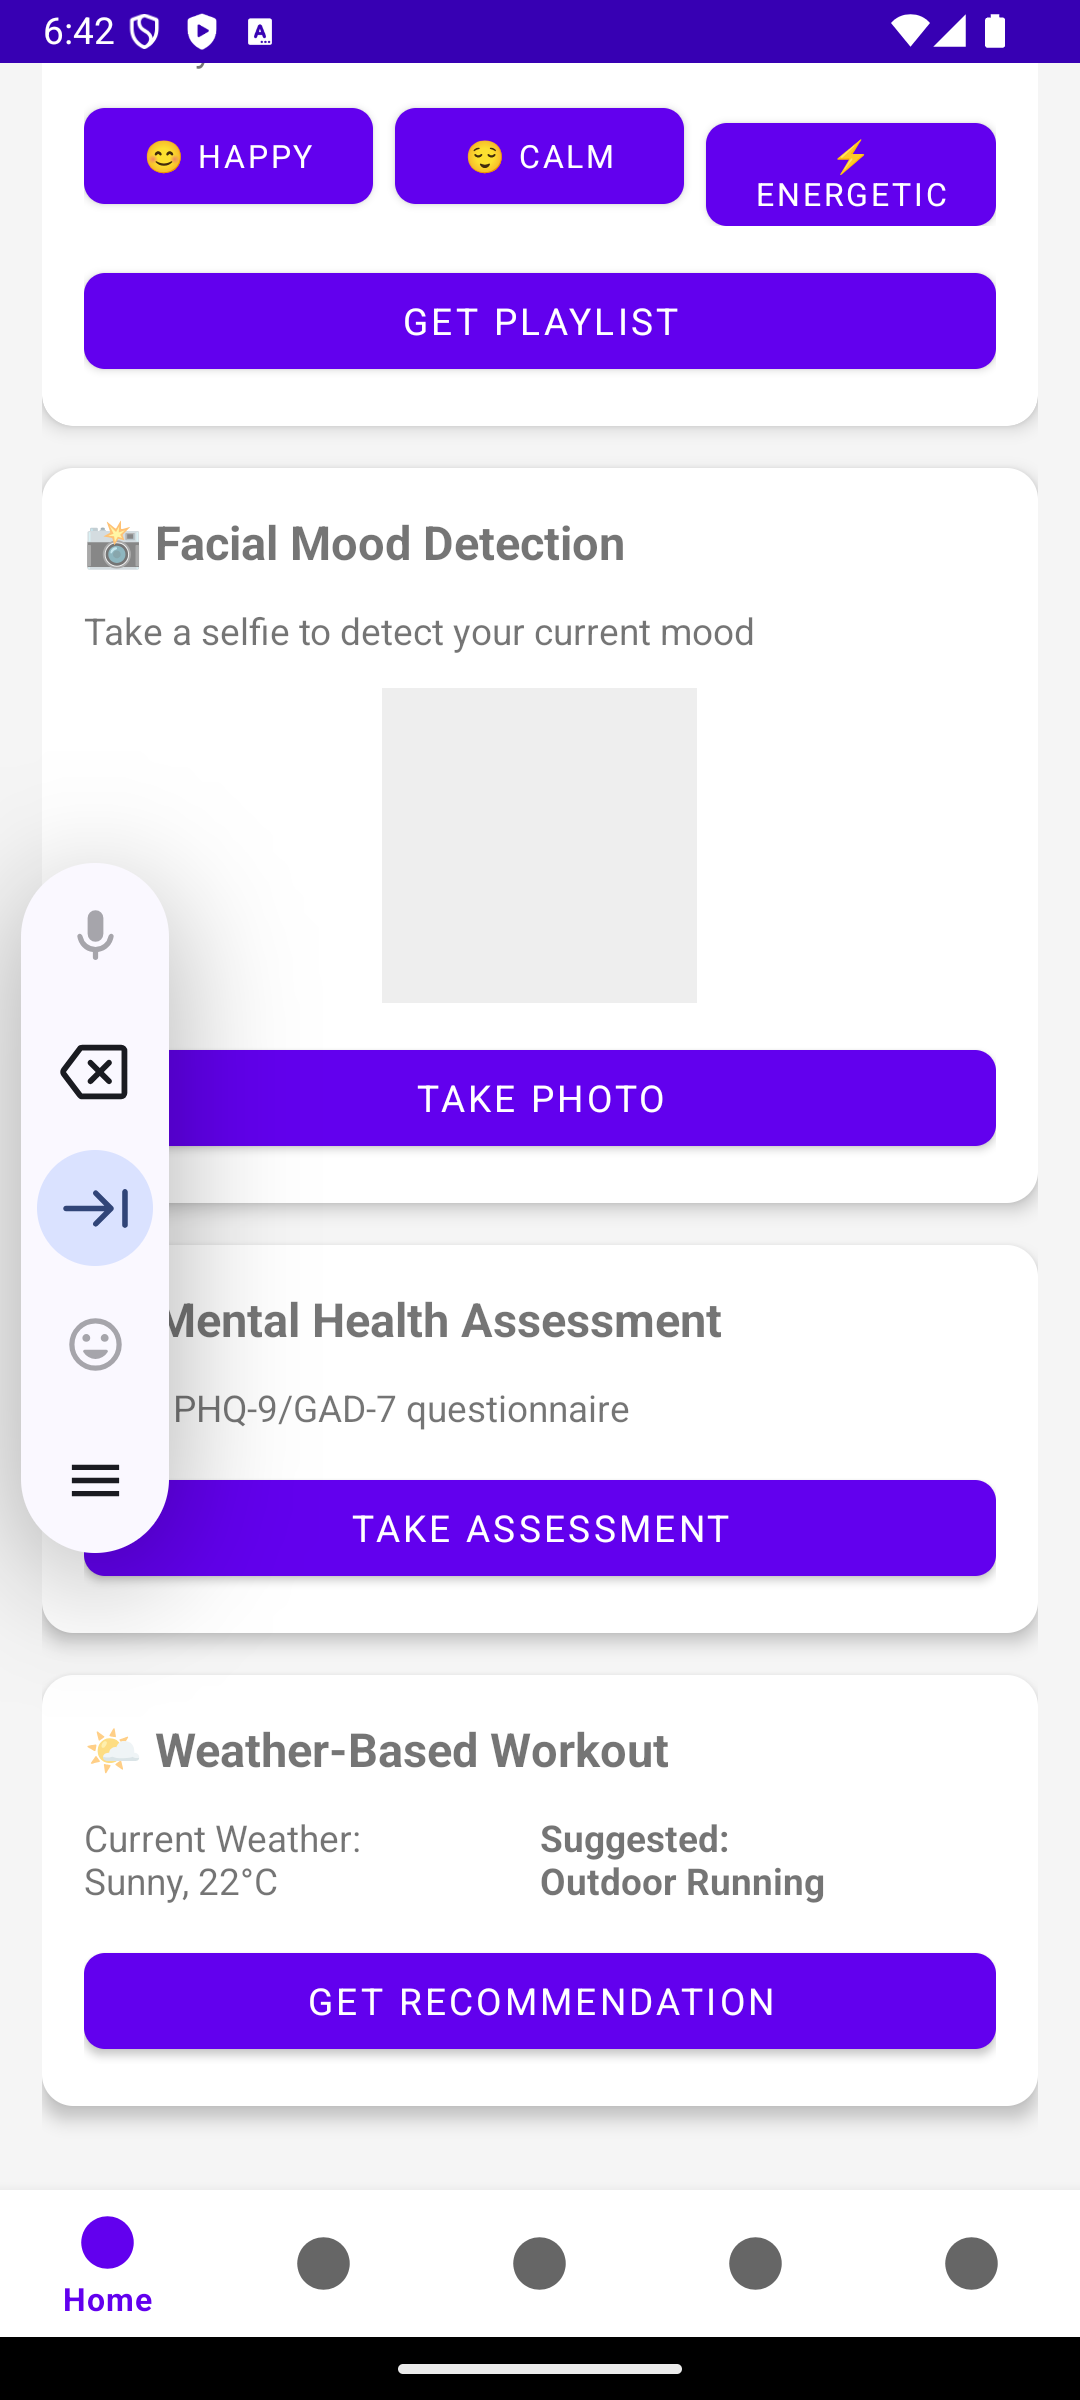 6:42
😊 HAPPY
😌 CALM
⚡
ENERGETIC
GET PLAYLIST
📸 Facial Mood Detection
Take a selfie to detect your current mood
TAKE PHOTO
Mental Health Assessment
PHQ-9/GAD-7 questionnaire
TAKE ASSESSMENT
🌤️ Weather-Based Workout
Current Weather:
Sunny, 22°C
Suggested:
Outdoor Running
GET RECOMMENDATION
Home